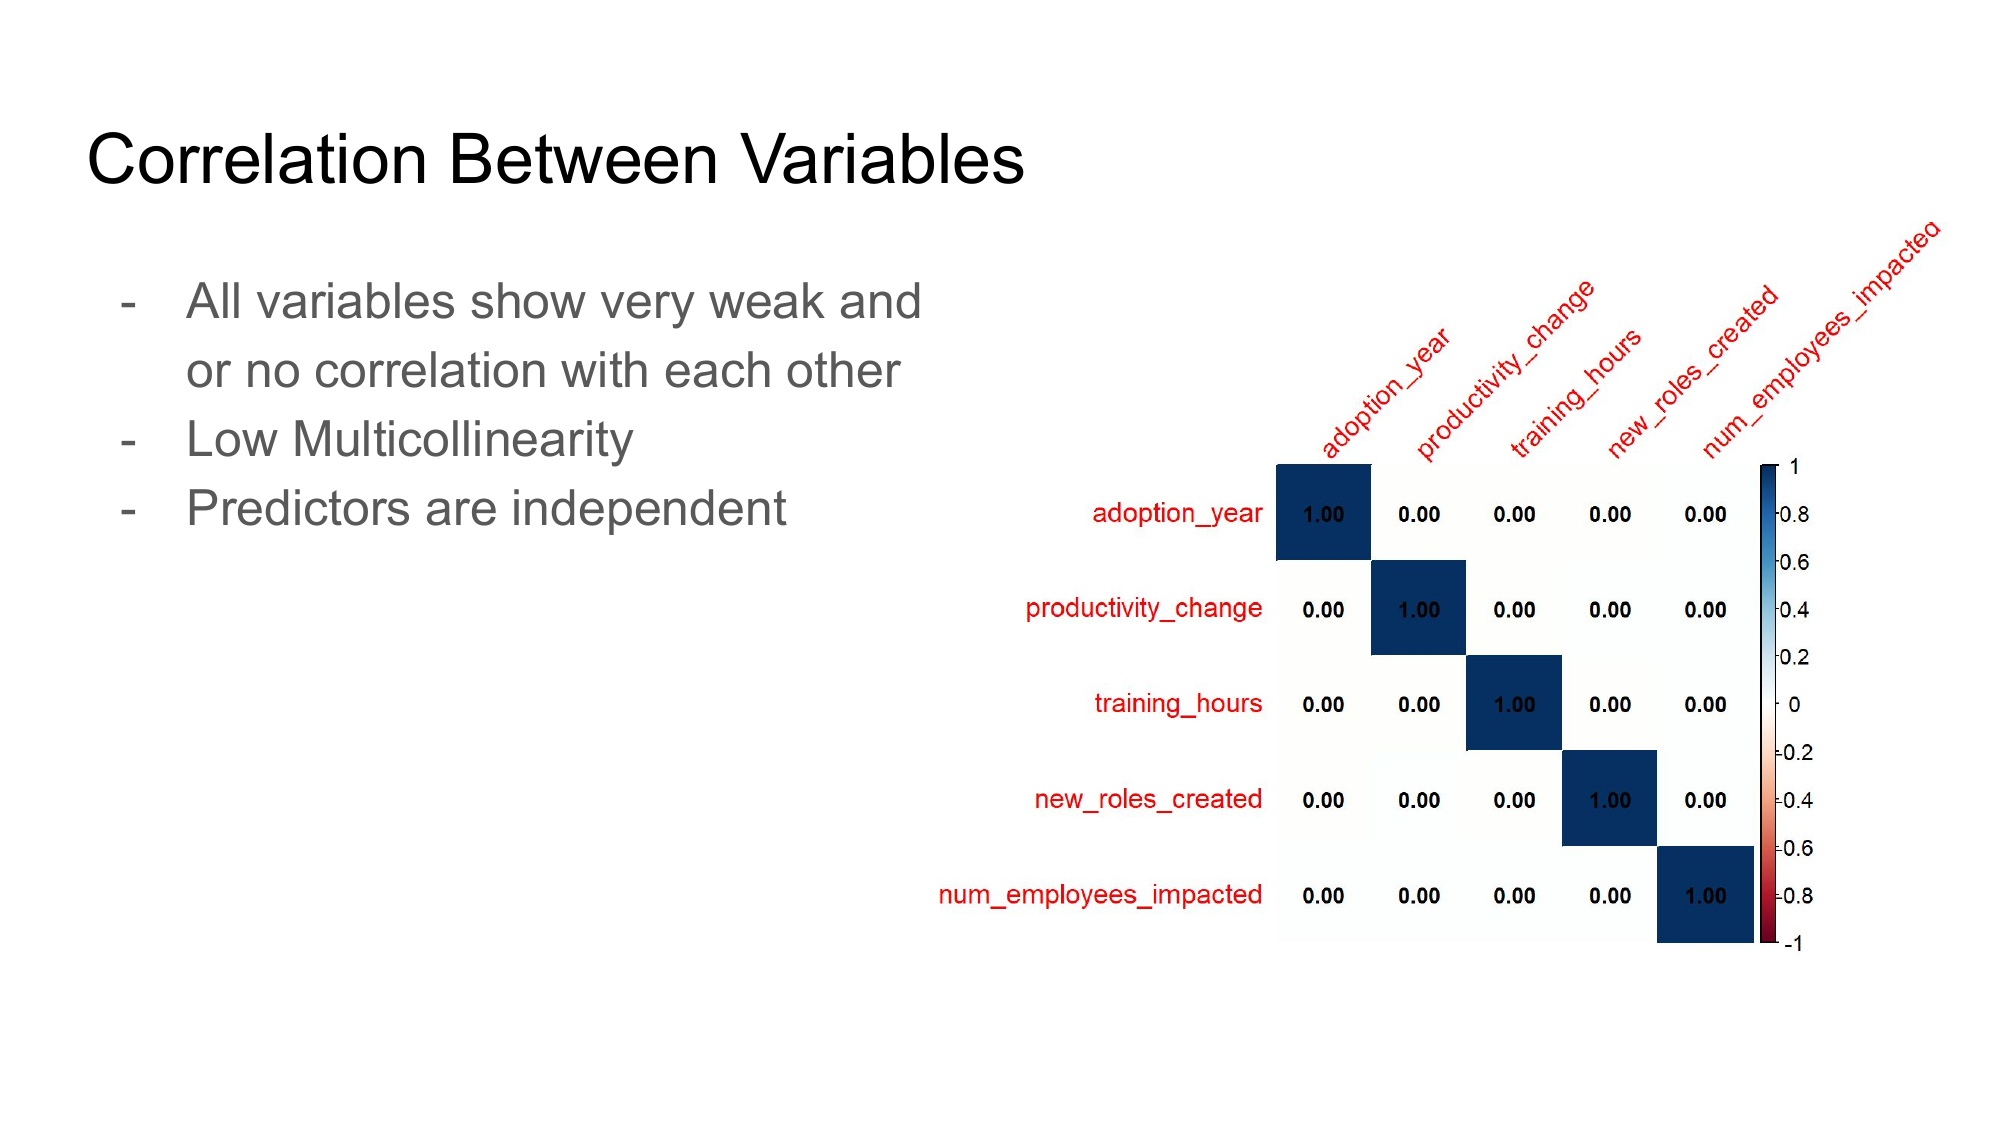 Correlation Between Variables
- All variables show very weak and
or no correlation with each other
- Low Multicollinearity
- Predictors are independent
adoption_year
productivity_change
training_hours
new_roles_created
num_employees_impacted
adoption_year 1.00 0.00 0.00 0.00 0.00
productivity_change 0.00 1.00 0.00 0.00 0.00
training_hours 0.00 0.00 1.00 0.00 0.00
new_roles_created 0.00 0.00 0.00 1.00 0.00
num_employees_impacted 0.00 0.00 0.00 0.00 1.00
1
0.8
0.6
0.4
0.2
0
-0.2
-0.4
-0.6
-0.8
-1